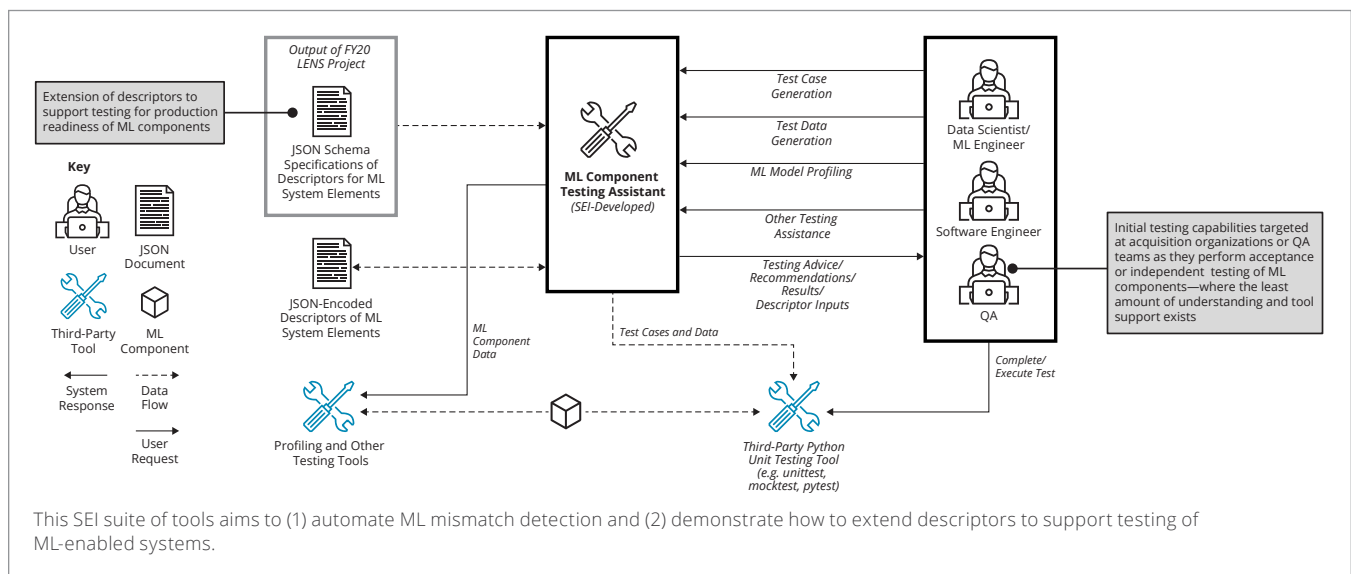 Output of FY20
LENS Project
Extension of descriptors to
support testing for production
readiness of ML components
JSON Schema
Specifications of
Descriptors for ML
System Elements
Key
User
JSON
Document
Third-Party
Tool
ML
Component
System
Response
Data
Flow
User
Request
JSON-Encoded
Descriptors of ML
System Elements
ML Component
Testing Assistant
(SEI-Developed)
Test Case
Generation
Test Data
Generation
ML Model Profiling
Other Testing
Assistance
Testing Advice/
Recommendations/
Results/
Descriptor Inputs
Data Scientist/
ML Engineer
Software Engineer
QA
Initial testing capabilities targeted
at acquisition organizations or QA
teams as they perform acceptance
or independent testing of ML
components—where the least
amount of understanding and tool
support exists
ML
Component
Data
Test Cases and Data
Complete/
Execute Test
Profiling and Other
Testing Tools
Third-Party Python
Unit Testing Tool
(e.g. unittest,
mocktest, pytest)
This SEI suite of tools aims to (1) automate ML mismatch detection and (2) demonstrate how to extend descriptors to support testing of
ML-enabled systems.